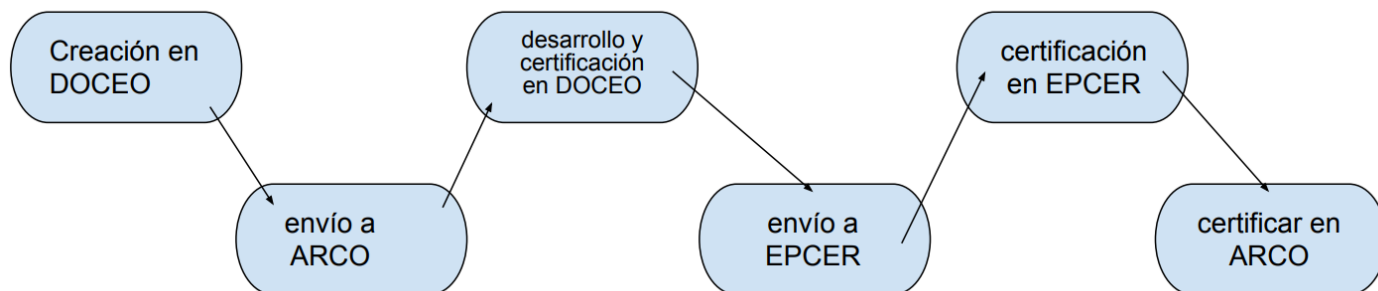 Creación en
DOCEO
envío a
ARCO
desarrollo y
certificación
en DOCEO
envío a
EPCER
certificación
en EPCER
certificar en
ARCO